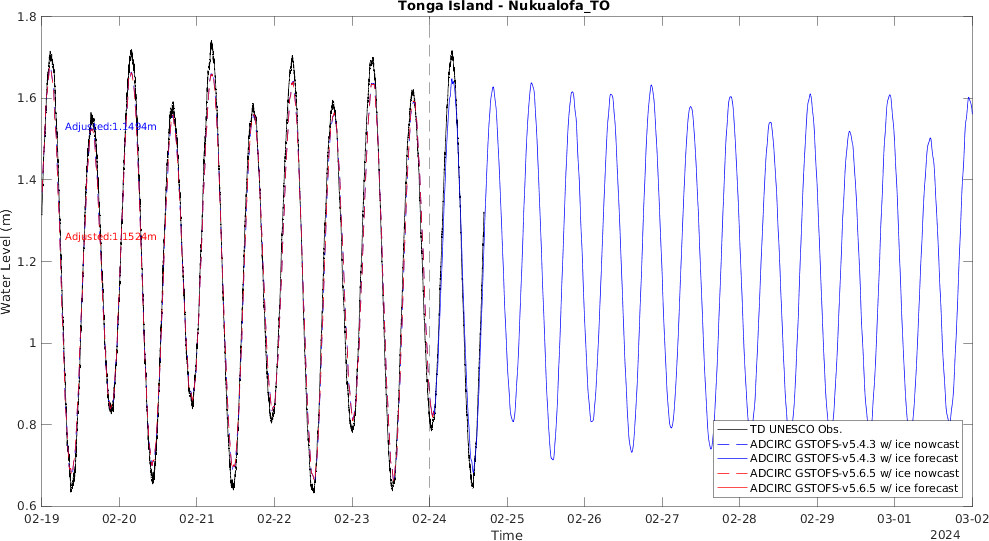 Tonga Island - Nukualofa_TO
1.8
1.6
1.4
1.2
1
0.8
0.6
Water Level (m)
Adjusted:1.1494m
Adjusted:1.1524m
TD UNESCO Obs.
ADCIRC GSTOFS-v5.4.3 w/ ice nowcast
ADCIRC GSTOFS-v5.4.3 w/ ice forecast
ADCIRC GSTOFS-v5.6.5 w/ ice nowcast
ADCIRC GSTOFS-v5.6.5 w/ ice forecast
02-19 02-20 02-21 02-22 02-23 02-24 02-25 02-26 02-27 02-28 02-29 03-01 03-02
Time
2024